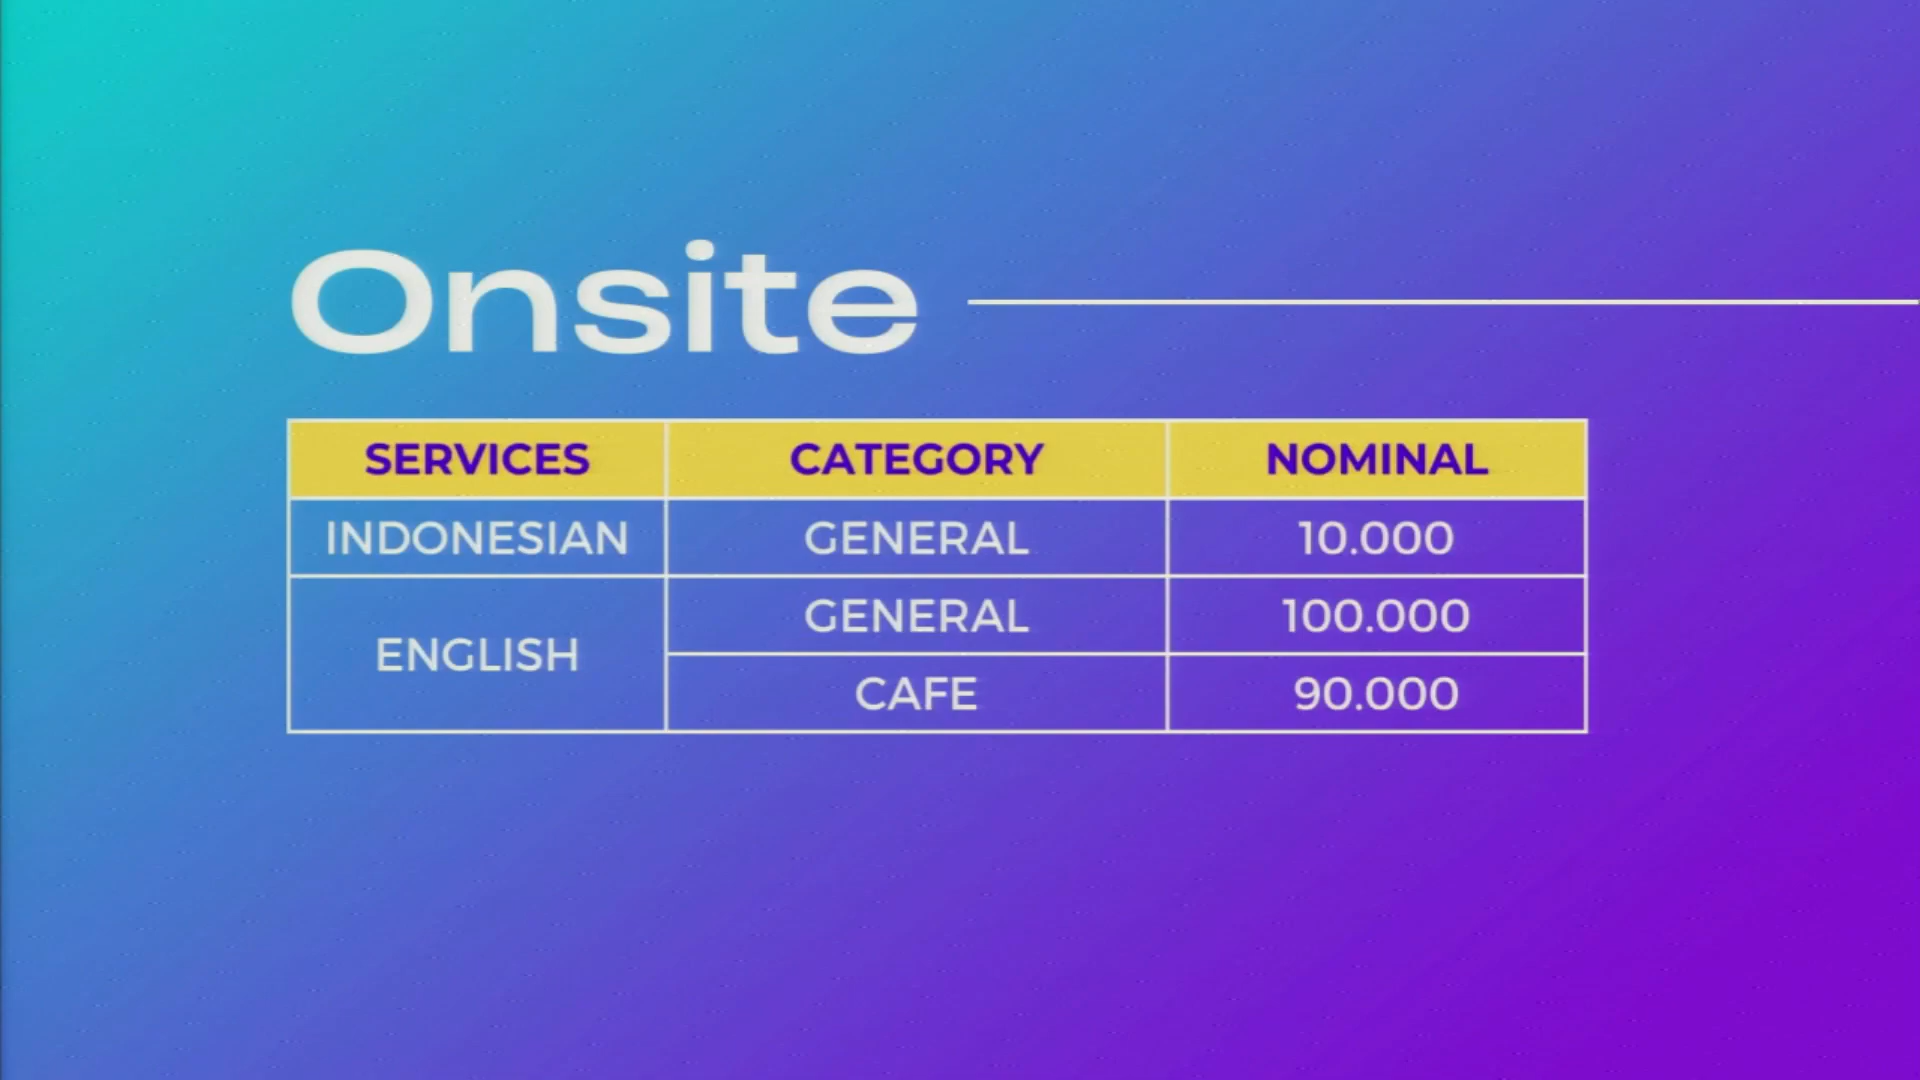 Onsite
SERVICES CATEGORY NOMINAL
INDONESIAN GENERAL 10.000
ENGLISH
GENERAL 100.000
CAFE 90.000